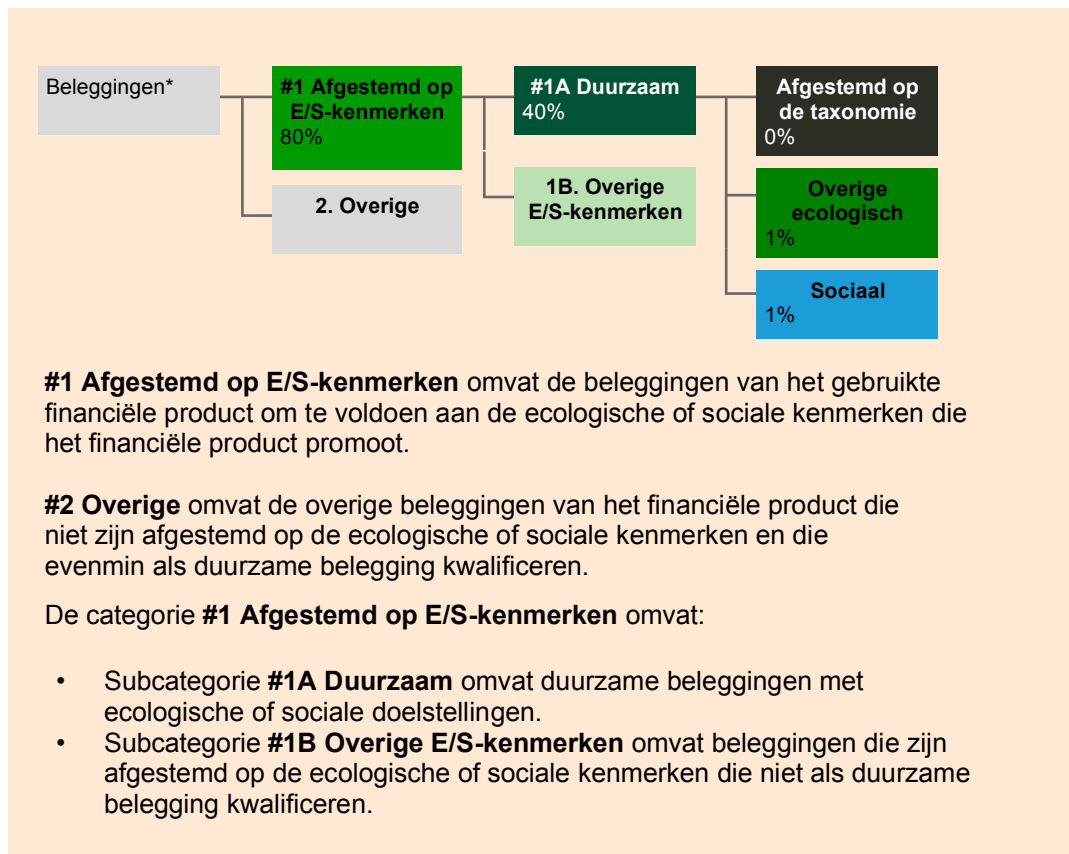 Beleggingen*
#1 Afgestemd op
E/S-kenmerken
80%
2. Overige
#1A Duurzaam
40%
1B. Overige
E/S-kenmerken
Afgestemd op
de taxonomie
0%
Overige
ecologisch
1%
Sociaal
1%
#1 Afgestemd op E/S-kenmerken omvat de beleggingen van het gebruikte
financiële product om te voldoen aan de ecologische of sociale kenmerken die
het financiële product promoot.
#2 Overige omvat de overige beleggingen van het financiële product die
niet zijn afgestemd op de ecologische of sociale kenmerken en die
evenmin als duurzame belegging kwalificeren.
De categorie #1 Afgestemd op E/S-kenmerken omvat:
• Subcategorie #1A Duurzaam omvat duurzame beleggingen met
ecologische of sociale doelstellingen.
• Subcategorie #1B Overige E/S-kenmerken omvat beleggingen die zijn
afgestemd op de ecologische of sociale kenmerken die niet als duurzame
belegging kwalificeren.